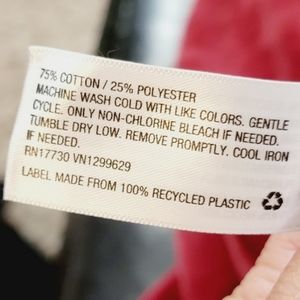 75% COTTON / 25% POLYESTER
MACHINE WASH COLD WITH LIKE COLORS. GENTLE
CYCLE. ONLY NON-CHLORINE BLEACH IF NEEDED.
TUMBLE DRY LOW. REMOVE PROMPTLY. COOL IRON
IF NEEDED.
RN17730 VN1299629
LABEL MADE FROM 100% RECYCLED PLASTIC